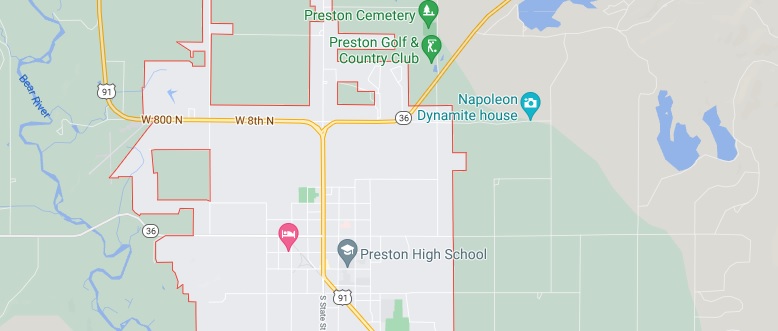 Preston Cemetery
Preston Golf &
Country Club
Bear River
91
Napoleon
Dynamite house
36
W 800 N
W 8th N
36
Preston High School
91
S State St